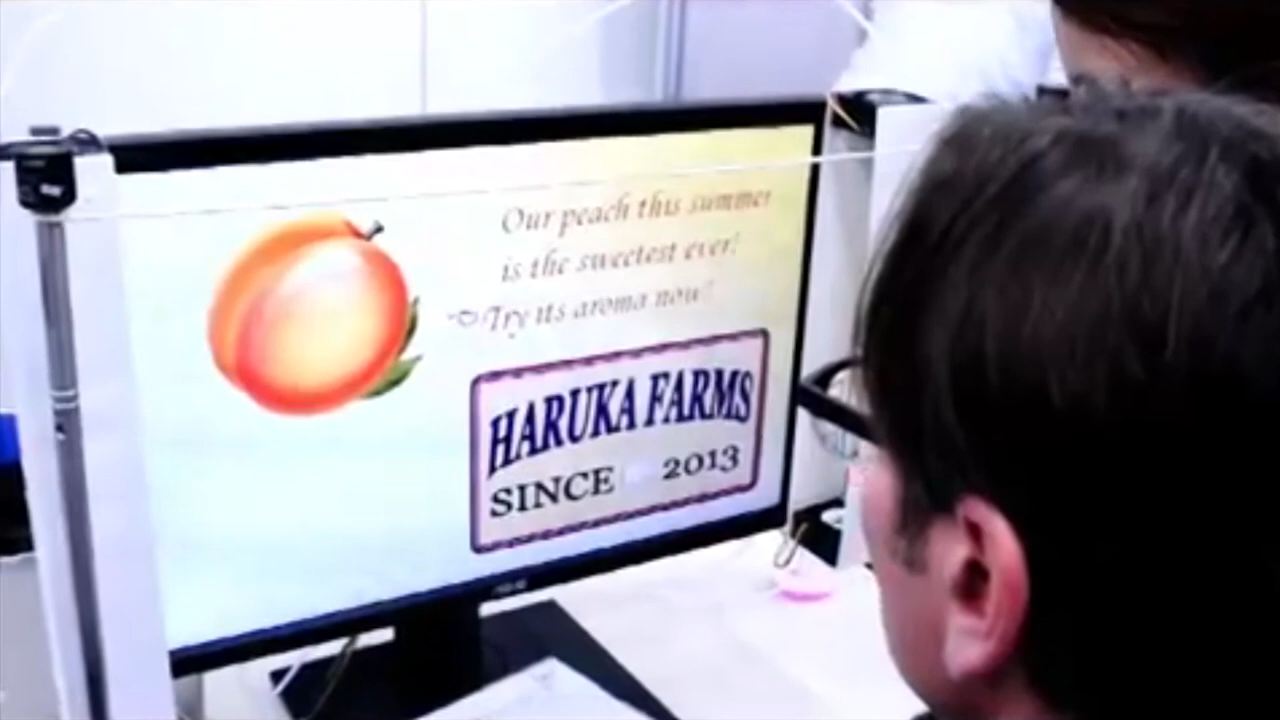 Our peach this summer
is the sweetest ever!
Try its aroma now!
HARUKA FARMS
SINCE 2013